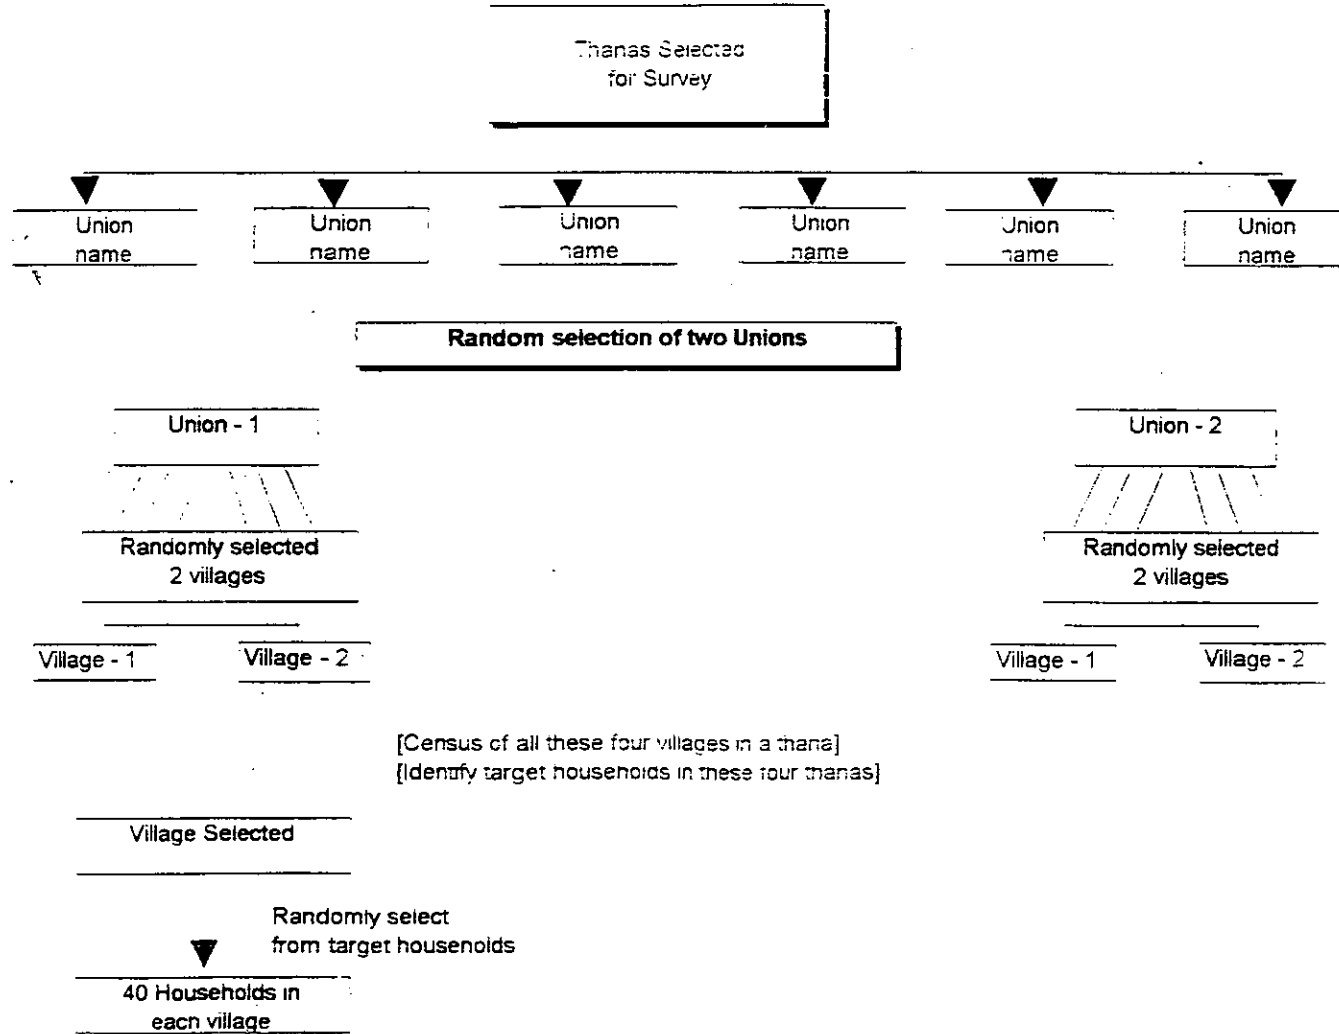 Thanas Selected
for Survey
Union
name
Union
name
Union
name
Union
name
Union
name
Union
name
Random selection of two Unions
Union - 1
Union - 2
Randomly selected
2 villages
Randomly selected
2 villages
Village - 1
Village - 2
Village - 1
Village - 2
[Census of all these four villages in a thana]
[Identify target households in these four thanas]
Village Selected
Randomly select
from target households
40 Households in
each village